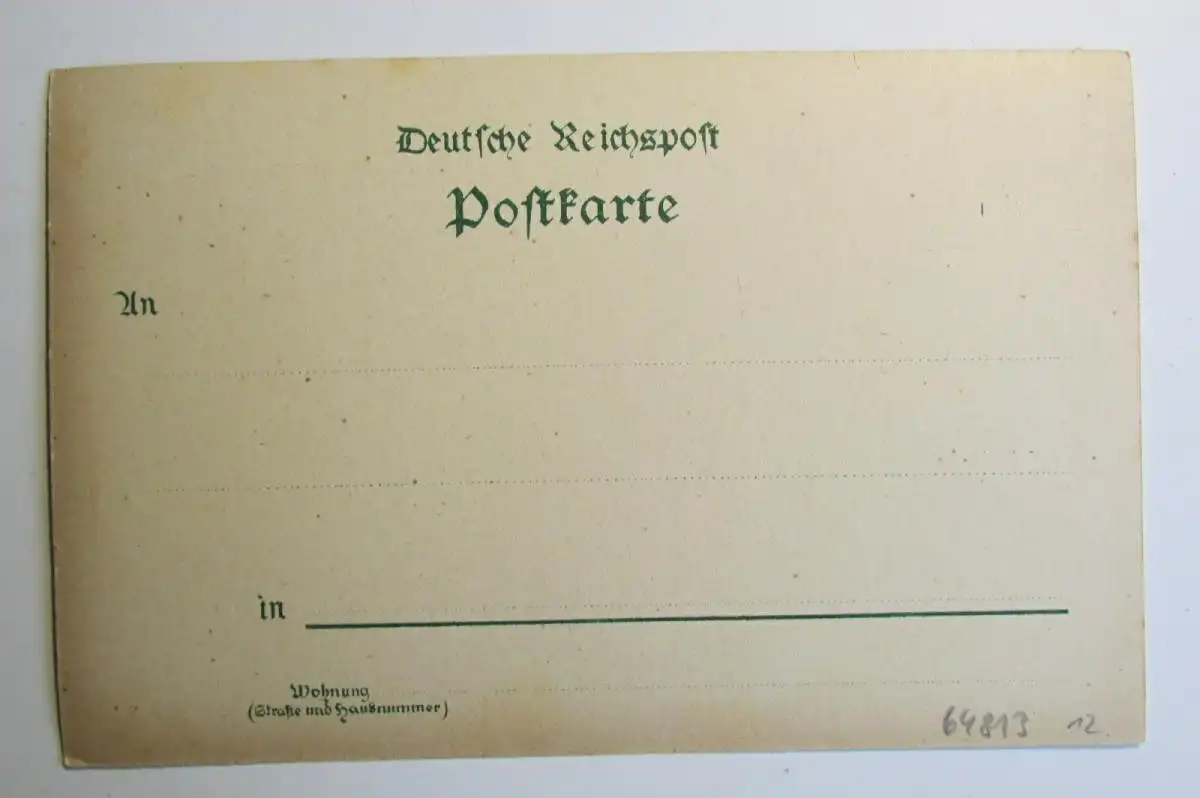 Deutſche Reichspoſt
Poſtkarte
An
in
Wohnung
(Straße und Hausnummer)
64813 12.